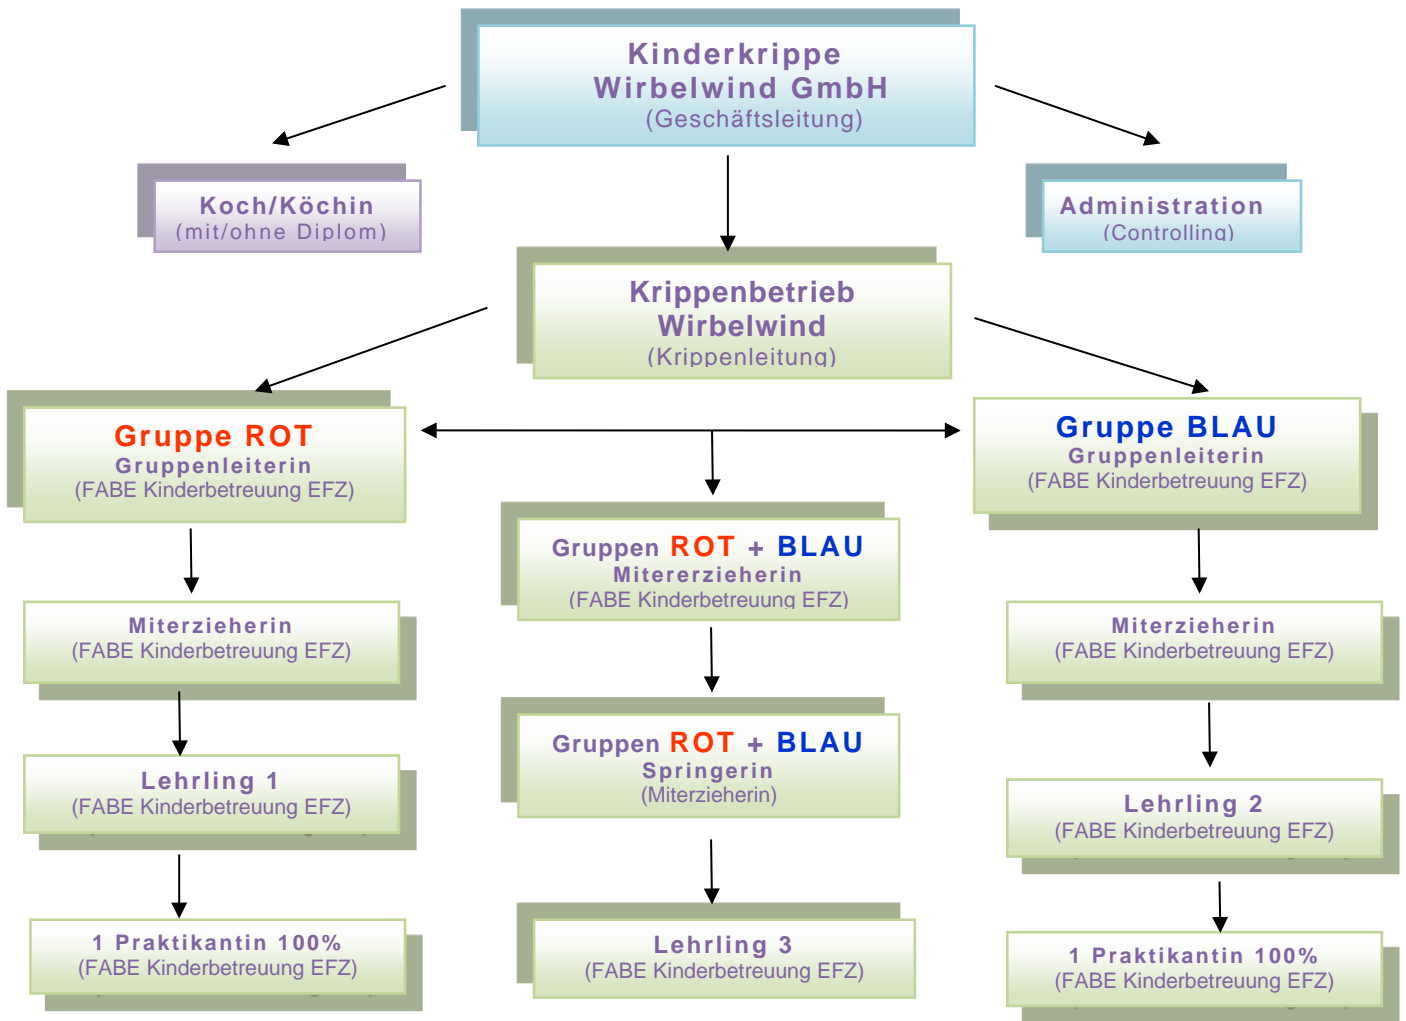 Kinderkrippe
Wirbelwind GmbH
(Geschäftsleitung)
Koch/Köchin
(mit/ohne Diplom)
Administration
(Controlling)
Krippenbetrieb
Wirbelwind
(Krippenleitung)
Gruppe ROT
Gruppenleiterin
(FABE Kinderbetreuung EFZ)
Gruppe BLAU
Gruppenleiterin
(FABE Kinderbetreuung EFZ)
Gruppen ROT + BLAU
Mitererzieherin
(FABE Kinderbetreuung EFZ)
Miterzieherin
(FABE Kinderbetreuung EFZ)
Miterzieherin
(FABE Kinderbetreuung EFZ)
Gruppen ROT + BLAU
Springerin
(Miterzieherin)
Lehrling 1
(FABE Kinderbetreuung EFZ)
Lehrling 2
(FABE Kinderbetreuung EFZ)
1 Praktikantin 100%
(FABE Kinderbetreuung EFZ)
Lehrling 3
(FABE Kinderbetreuung EFZ)
1 Praktikantin 100%
(FABE Kinderbetreuung EFZ)